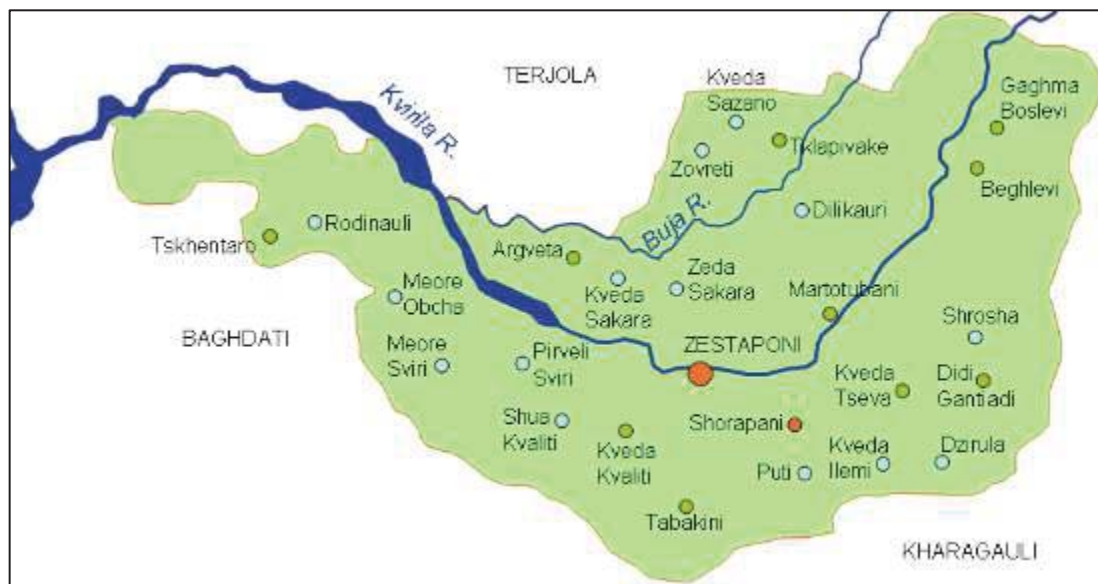 TERJOLA
Kveda
Sazano
Gaghma
Boslevi
Kvirila R.
Tklapivake
Zovreti
Beghlevi
Rodinauli
Dilikauri
Buja R.
Tskhentaro
Argveta
Meore
Obcha
Kveda
Sakara
Zeda
Sakara
Martotubani
BAGHDATI
Shrosha
Meore
Sviri
Pirveli
Sviri
ZESTAPONI
Kveda
Tseva
Didi
Gantiadi
Shua
Kvaliti
Shorapani
Kveda
Kvaliti
Puti
Kveda
Ilemi
Dzirula
Tabakini
KHARAGAULI